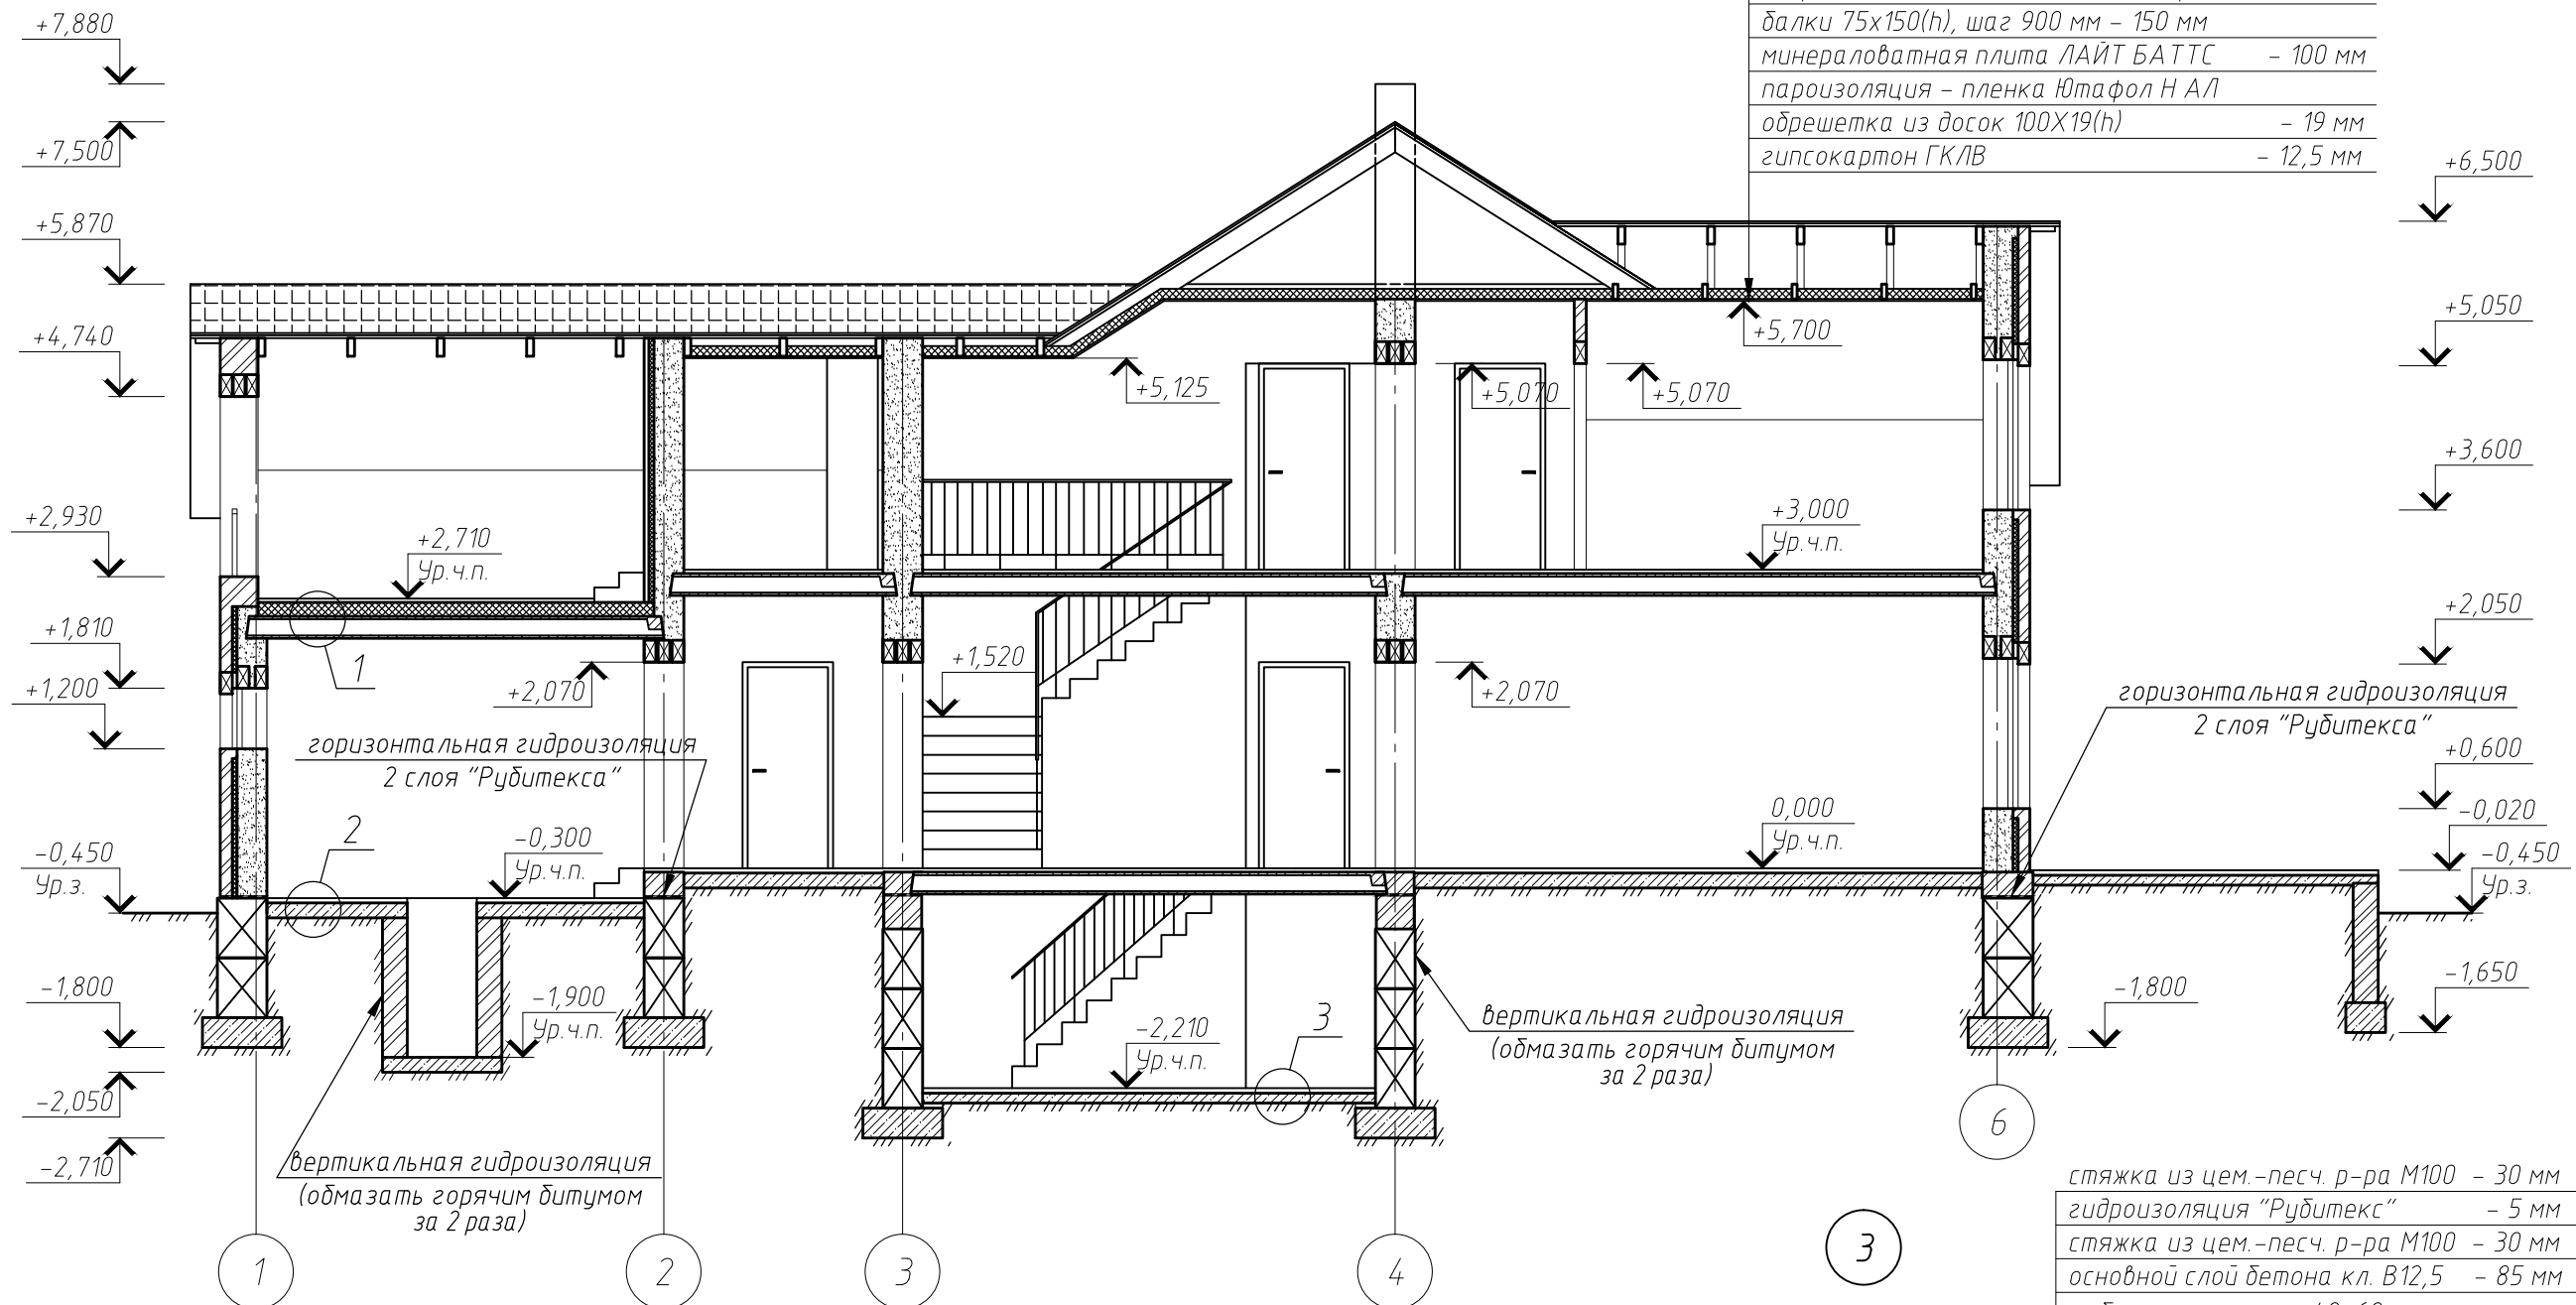 балки 75х150(h), шаг 900 мм – 150 мм
минераловатная плита ЛАЙТ БАТТС – 100 мм
пароизоляция – пленка Ютафол Н АЛ
обрешетка из досок 100Х19(h) – 19 мм
гипсокартон ГКЛВ – 12,5 мм
+7,880
+7,500
+5,870
+4,740
+2,930
+1,810
+1,200
-0,450
Ур.з.
-1,800
-2,050
-2,710
+6,500
+5,050
+3,600
+2,050
+0,600
-0,020
-0,450
Ур.з.
-1,650
+5,700
+5,125
+5,070
+5,070
+2,710
Ур.ч.п.
+3,000
Ур.ч.п.
1
+2,070
+1,520
+2,070
горизонтальная гидроизоляция
2 слоя "Рубитекса"
горизонтальная гидроизоляция
2 слоя "Рубитекса"
2
-0,300
Ур.ч.п.
0,000
Ур.ч.п.
-1,900
Ур.ч.п.
-2,210
Ур.ч.п.
3
-1,800
вертикальная гидроизоляция
(обмазать горячим битумом
за 2 раза)
вертикальная гидроизоляция
(обмазать горячим битумом
за 2 раза)
1
2
3
4
6
3
стяжка из цем.-песч. р-ра М100 – 30 мм
гидроизоляция "Рубитекс" – 5 мм
стяжка из цем.-песч. р-ра М100 – 30 мм
основной слой бетона кл. В12,5 – 85 мм